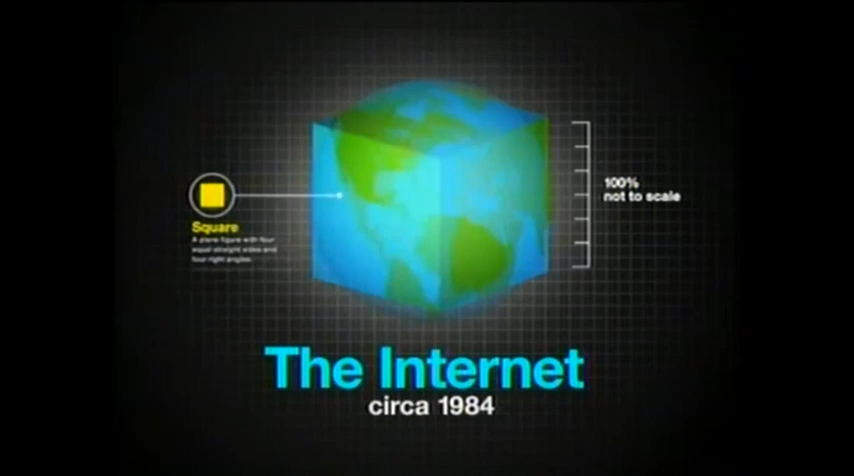 100%
not to scale
Square
A plane figure with four
equal straight sides and
four right angles.
The Internet
circa 1984